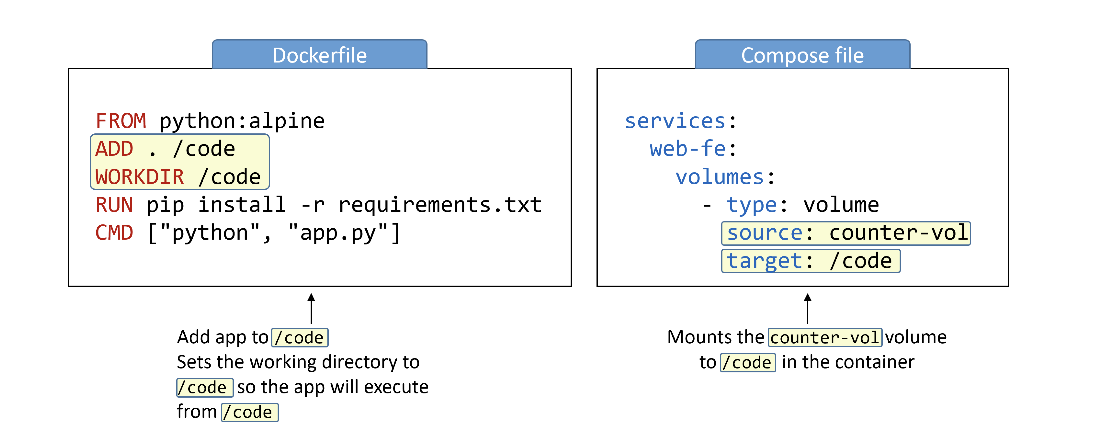 Dockerfile
FROM python:alpine
ADD . /code
WORKDIR /code
RUN pip install -r requirements.txt
CMD ["python", "app.py"]
Add app to /code
Sets the working directory to
/code so the app will execute
from /code
Compose file
services:
web-fe:
volumes:
- type: volume
source: counter-vol
target: /code
Mounts the counter-vol volume
to /code in the container